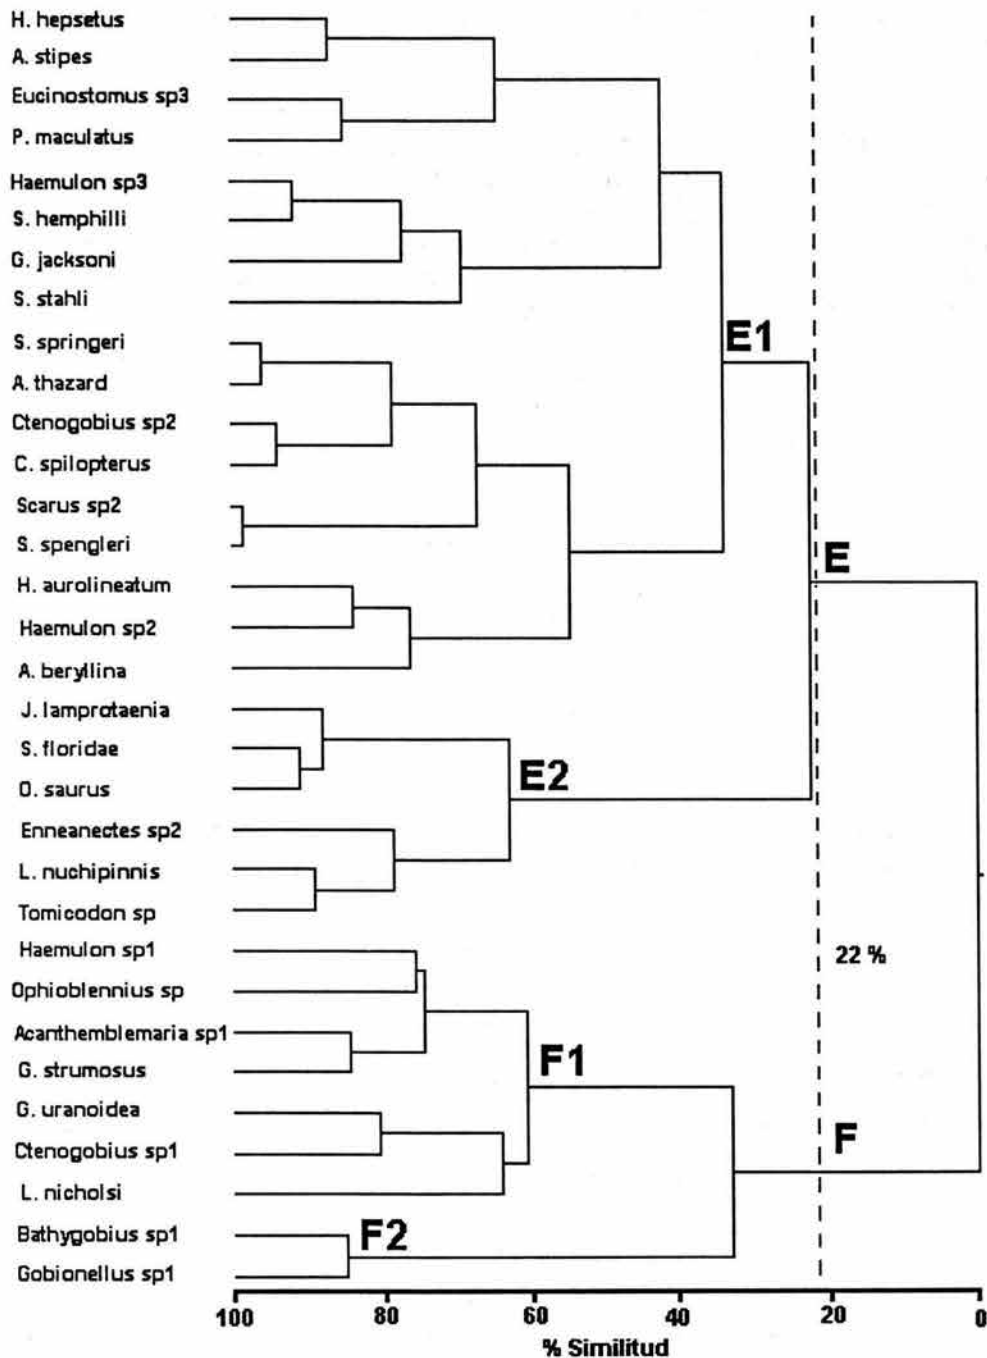 H. hepsetus
A. stipes
Eucinostomus sp3
P. maculatus
Haemulon sp3
S. hemphilli
G. jacksoni
S. stahli
E1
S. springeri
A. thazard
Ctenogobius sp2
C. spilopterus
Scarus sp2
S. spengleri
E
H. aurolineatum
Haemulon sp2
A. beryllina
J. lamprotaenia
S. floridae
E2
O. saurus
Enneanectes sp2
L. nuchipinnis
Tomicodon sp
Haemulon sp1
22 %
Ophioblennius sp
Acanthemblemaria sp1
F1
G. strumosus
G. uranoidea
F
Ctenogobius sp1
L. nicholsi
Bathygobius sp1
F2
Gobionellus sp1
100 80 60 40 20 0
% Similitud